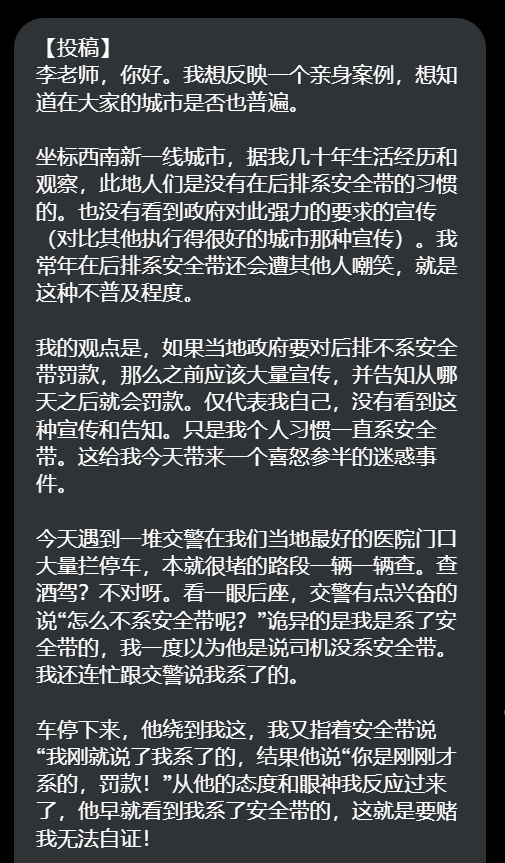 【投稿】
李老师，你好。我想反映一个亲身案例，想知
道在大家的城市是否也普遍。
坐标西南新一线城市，据我几十年生活经历和
观察，此地人们是没有在后排系安全带的习惯
的。也没有看到政府对此强力的要求的宣传
（对比其他执行得很好的城市那种宣传）。我
常年在后排系安全带还会遭其他人嘲笑，就是
这种不普及程度。
我的观点是，如果当地政府要对后排不系安全
带罚款，那么之前应该大量宣传，并告知从哪
天之后就会罚款。仅代表我自己，没有看到这
种宣传和告知。只是我个人习惯一直系安全
带。这给我今天带来一个喜怒参半的迷惑事
件。
今天遇到一堆交警在我们当地最好的医院门口
大量拦停车，本就很堵的路段一辆一辆查。查
酒驾？不对呀。看一眼后座，交警有点兴奋的
说“怎么不系安全带呢？”诡异的是我是系了安
全带的，我一度以为他是说司机没系安全带。
我还连忙跟交警说我系了的。
车停下来，他绕到我这，我又指着安全带说
“我刚就说了我系了的，结果他说“你是刚刚才
系的，罚款！”从他的态度和眼神我反应过来
了，他早就看到我系了安全带的，这就是要赌
我无法自证！